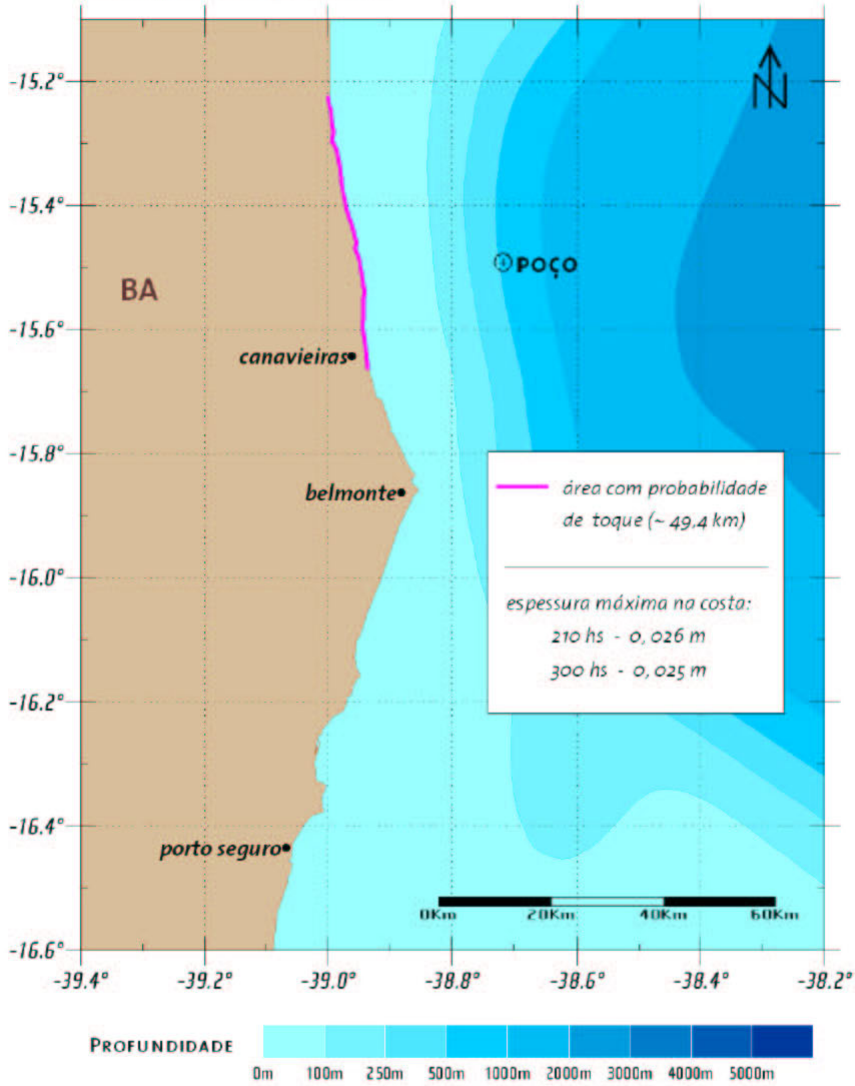 -15.2°
-15.4°
POÇO
BA
-15.6°
canavieiras
-15.8°
área com probabilidade
de toque (~ 49,4 km)
belmonte
-16.0°
espessura máxima na costa:
210 hs - 0, 026 m
300 hs - 0, 025 m
-16.2°
-16.4°
porto seguro
0Km 20Km 40Km 60Km
-16.6°
-39.4° -39.2° -39.0° -38.8° -38.6° -38.4° -38.2°
PROFUNDIDADE
0m 100m 250m 500m 1000m 2000m 3000m 4000m 5000m